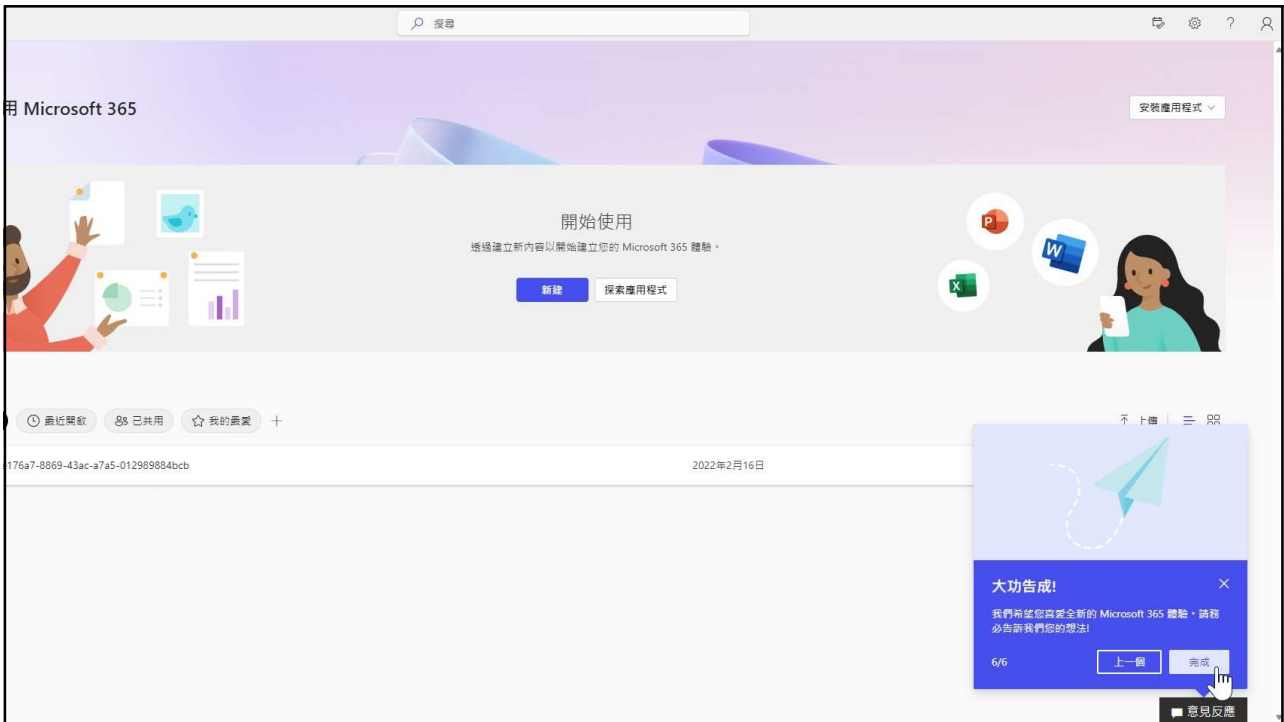 搜尋
?
用 Microsoft 365
安裝應用程式
開始使用
透過建立新內容以開始建立您的 Microsoft 365 體驗。
新建
探索應用程式
P
W
X
最近開啟
已共用
我的最愛
上傳
176a7-8869-43ac-a7a5-012989884bcb
2022年2月16日
大功告成!
我們希望您喜愛全新的 Microsoft 365 體驗。請務
必告訴我們您的想法!
6/6
上一個
完成
意見反應